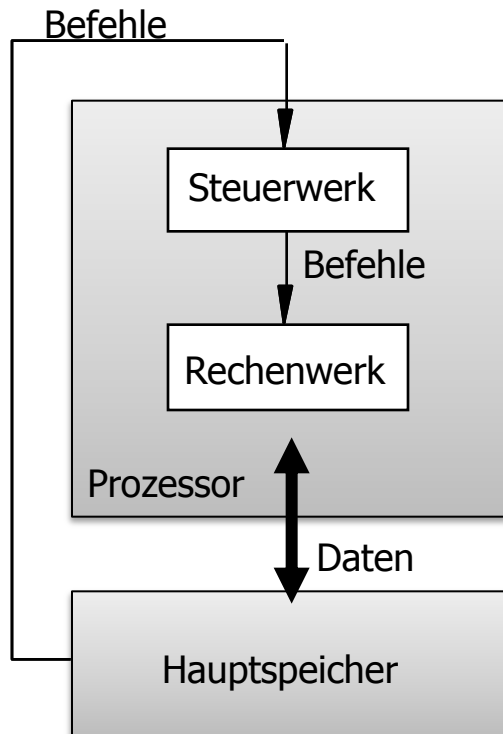 Befehle
Steuerwerk
Befehle
Rechenwerk
Prozessor
Daten
Hauptspeicher